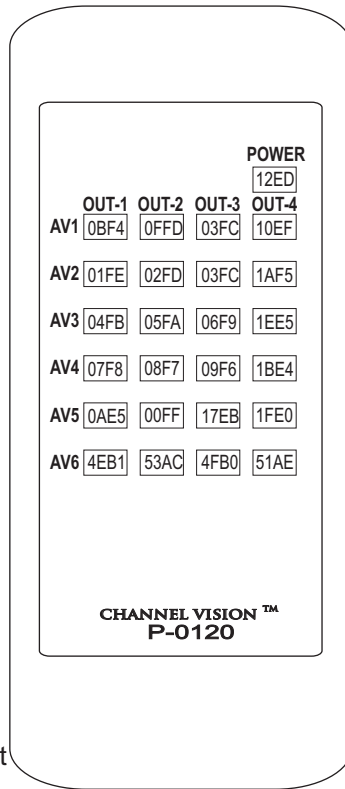 POWER
12ED
OUT-1 OUT-2 OUT-3 OUT-4
AV1 0BF4 0FFD 03FC 10EF
AV2 01FE 02FD 03FC 1AF5
AV3 04FB 05FA 06F9 1EE5
AV4 07F8 08F7 09F6 1BE4
AV5 0AE5 00FF 17EB 1FE0
AV6 4EB1 53AC 4FB0 51AE
CHANNEL VISION ™
P-0120
t